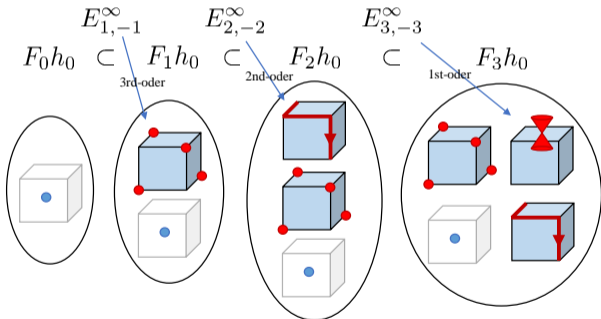 E^∞_{1,−1} E^∞_{2,−2} E^∞_{3,−3}
F_0h_0 ⊂ F_1h_0 ⊂ F_2h_0 ⊂ F_3h_0
3rd-oder 2nd-oder 1st-oder